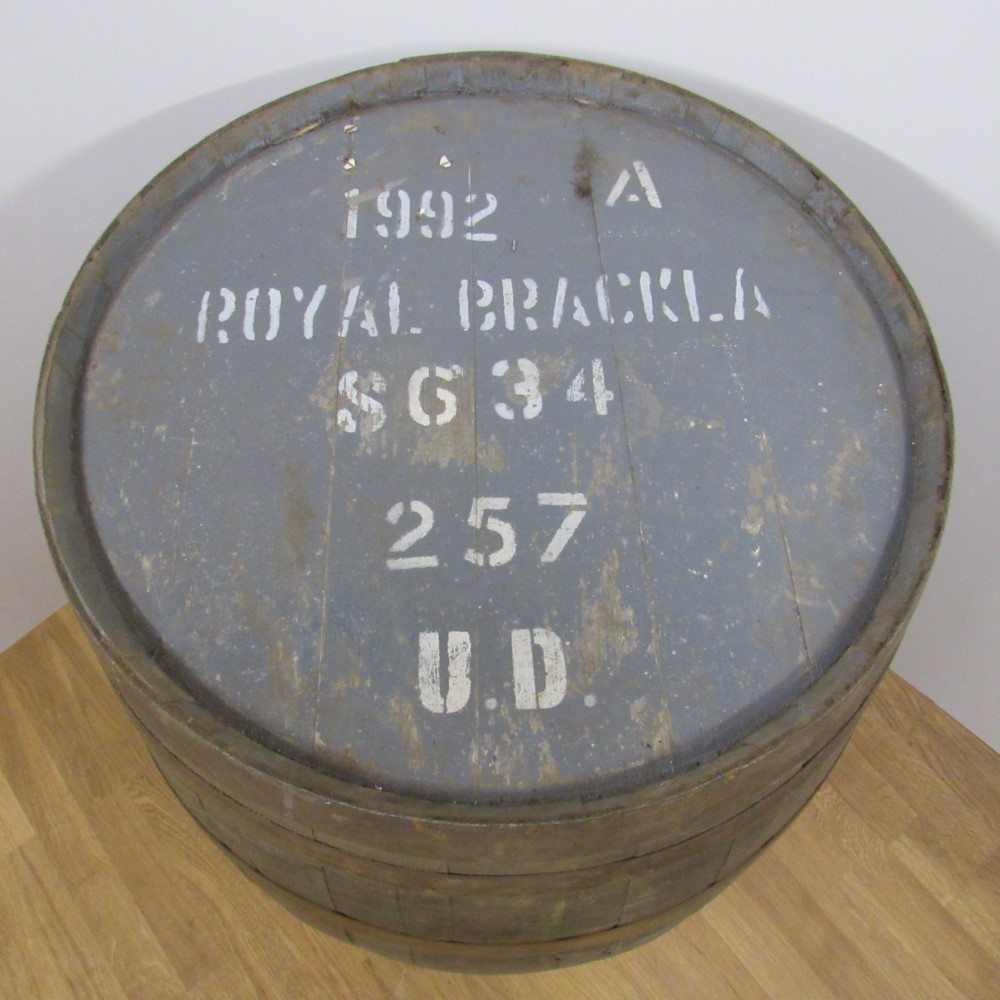 1992 A
ROYAL BRACKLA
S634
257
U.D.